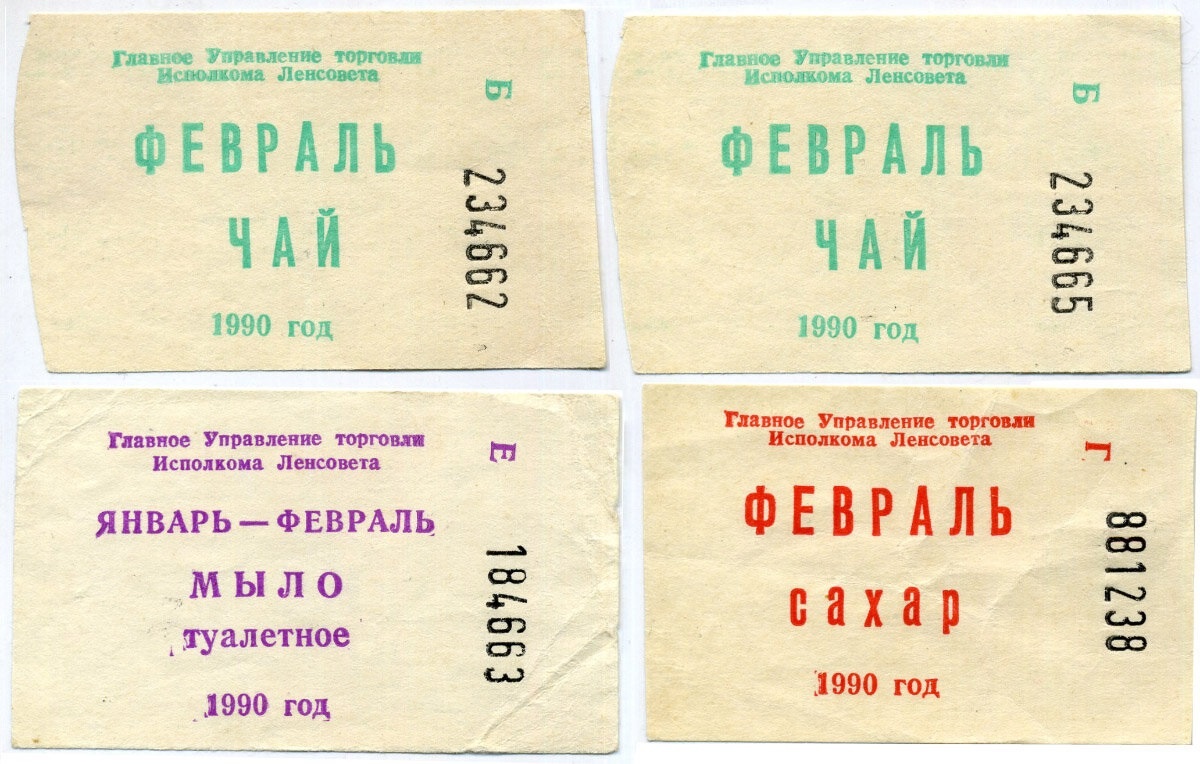 Главное Управление торговли
Исполкома Ленсовета
ФЕВРАЛЬ
ЧАЙ
1990 год
Б
234662
Главное Управление торговли
Исполкома Ленсовета
ФЕВРАЛЬ
ЧАЙ
1990 год
Б
234665
Главное Управление торговли
Исполкома Ленсовета
ЯНВАРЬ — ФЕВРАЛЬ
МЫЛО
туалетное
1990 год
Е
184663
Главное Управление торговли
Исполкома Ленсовета
ФЕВРАЛЬ
сахар
1990 год
Г
881238